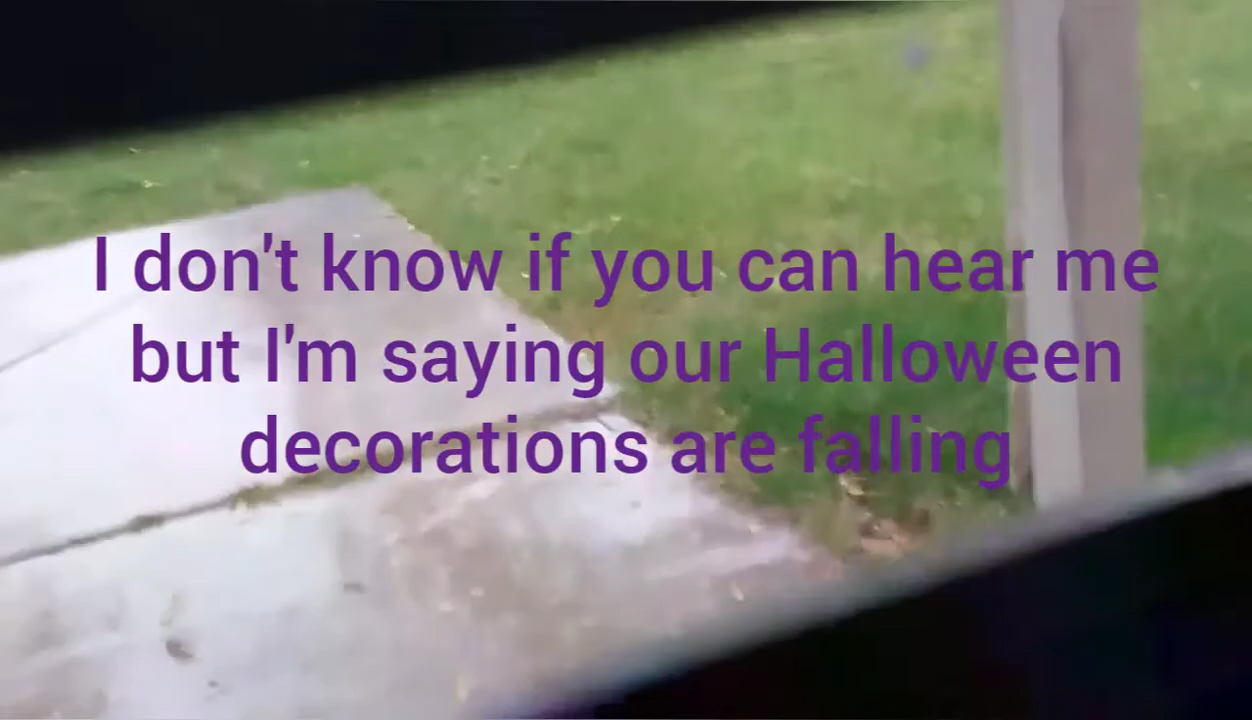 I don't know if you can hear me
but I'm saying our Halloween
decorations are falling